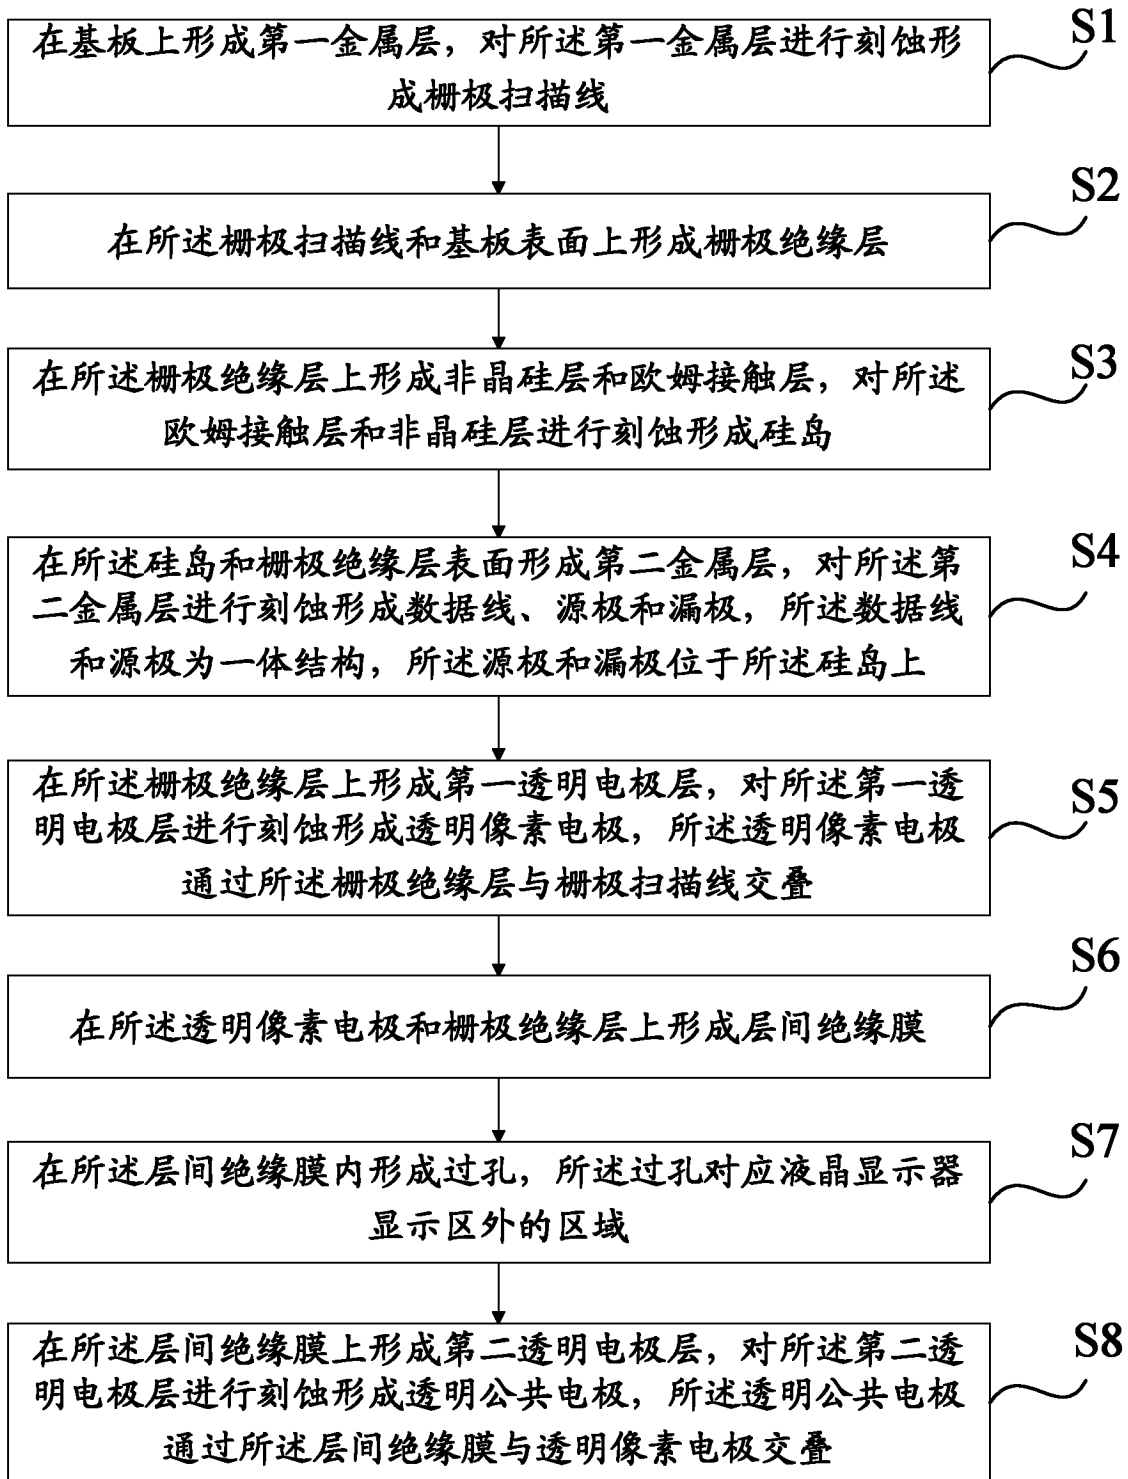 在基板上形成第一金属层，对所述第一金属层进行刻蚀形
成栅极扫描线
S1
在所述栅极扫描线和基板表面上形成栅极绝缘层
S2
在所述栅极绝缘层上形成非晶硅层和欧姆接触层，对所述
欧姆接触层和非晶硅层进行刻蚀形成硅岛
S3
在所述硅岛和栅极绝缘层表面形成第二金属层，对所述第
二金属层进行刻蚀形成数据线、源极和漏极，所述数据线
和源极为一体结构，所述源极和漏极位于所述硅岛上
S4
在所述栅极绝缘层上形成第一透明电极层，对所述第一透
明电极层进行刻蚀形成透明像素电极，所述透明像素电极
通过所述栅极绝缘层与栅极扫描线交叠
S5
在所述透明像素电极和栅极绝缘层上形成层间绝缘膜
S6
在所述层间绝缘膜内形成过孔，所述过孔对应液晶显示器
显示区外的区域
S7
在所述层间绝缘膜上形成第二透明电极层，对所述第二透
明电极层进行刻蚀形成透明公共电极，所述透明公共电极
通过所述层间绝缘膜与透明像素电极交叠
S8